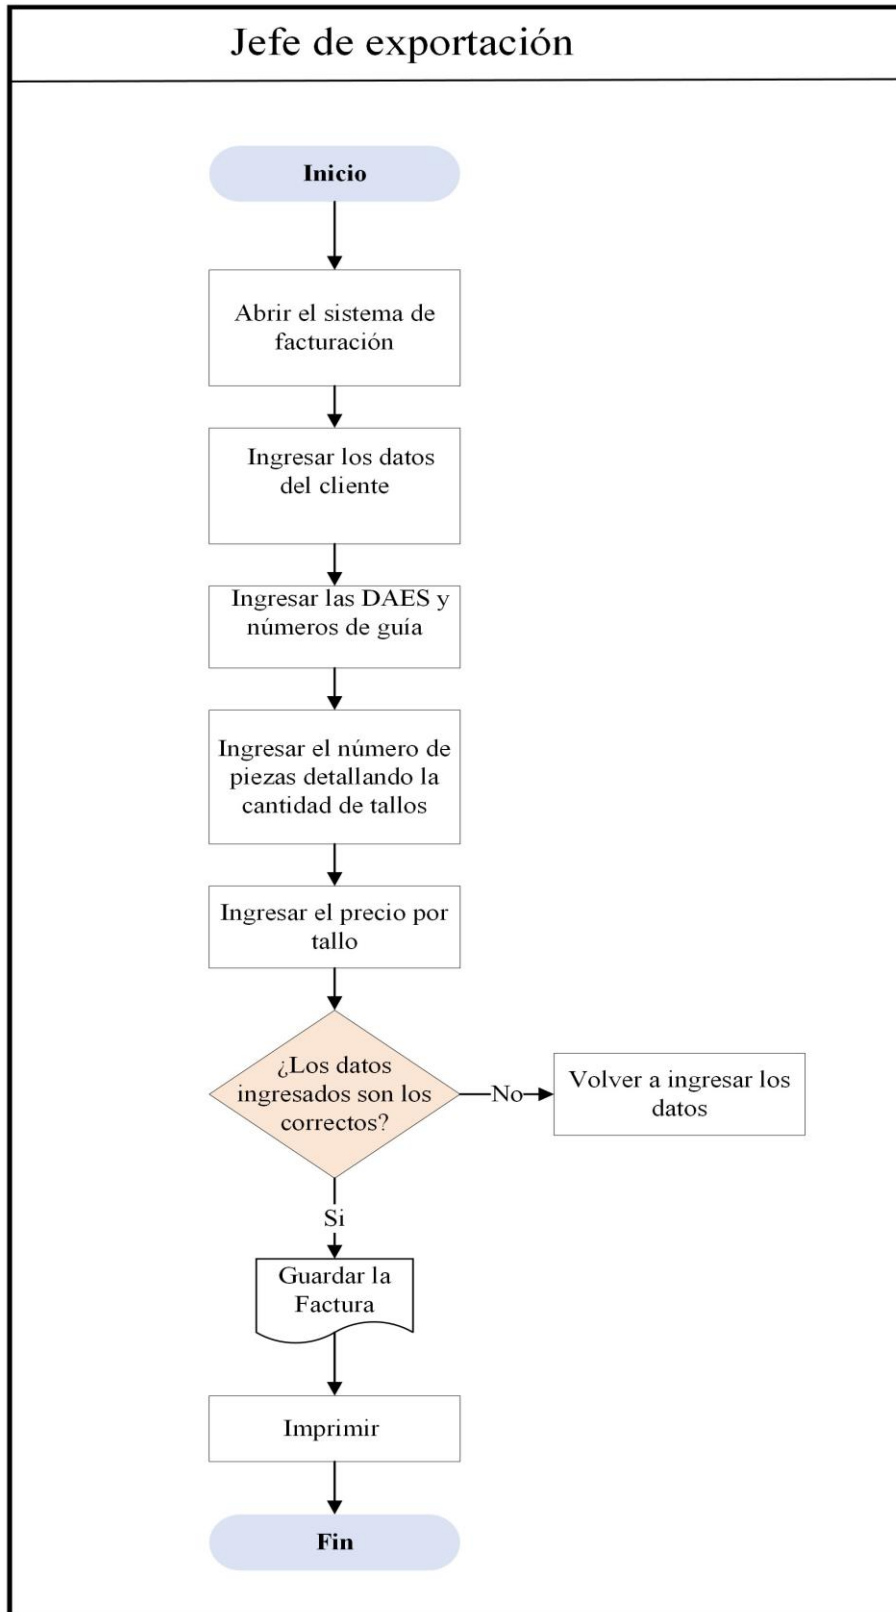 Jefe de exportación
Inicio
Abrir el sistema de
facturación
Ingresar los datos
del cliente
Ingresar las DAES y
números de guía
Ingresar el número de
piezas detallando la
cantidad de tallos
Ingresar el precio por
tallo
¿Los datos
ingresados son los
correctos?
No
Volver a ingresar los
datos
Si
Guardar la
Factura
Imprimir
Fin